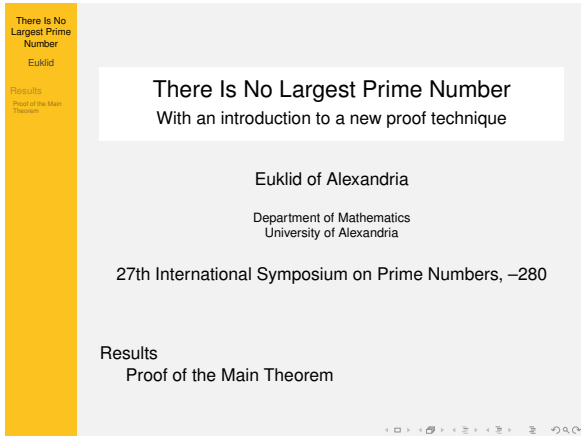 There Is No
Largest Prime
Number
Euklid
Results
Proof of the Main
Theorem
There Is No Largest Prime Number
With an introduction to a new proof technique
Euklid of Alexandria
Department of Mathematics
University of Alexandria
27th International Symposium on Prime Numbers, –280
Results
Proof of the Main Theorem